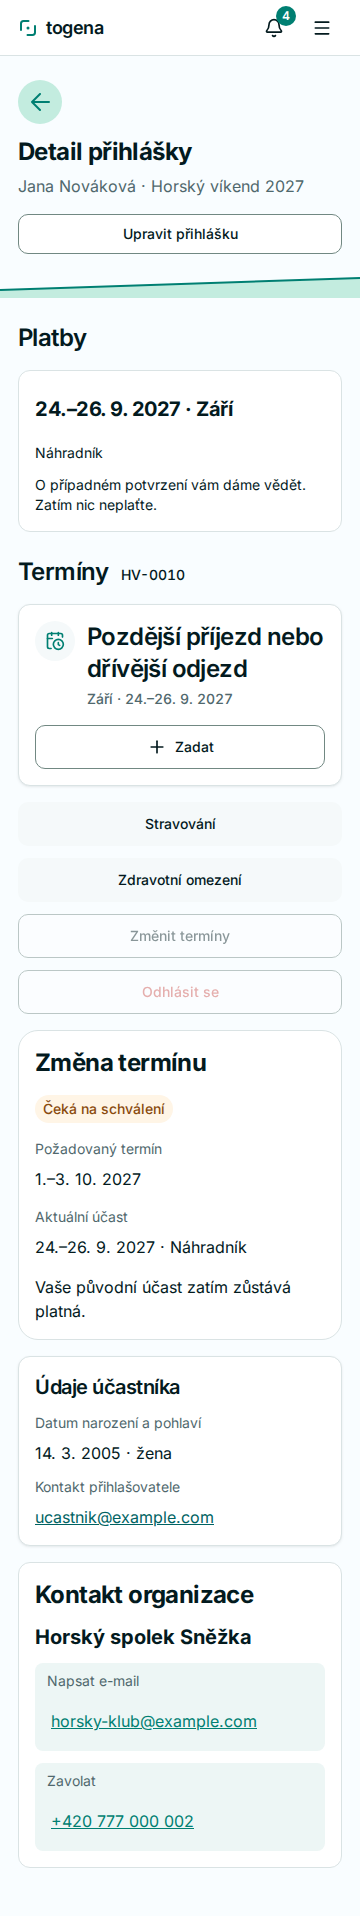 togena
4
Detail přihlášky
Jana Nováková · Horský víkend 2027
Upravit přihlášku
Platby
24.–26. 9. 2027 · Září
Náhradník
O případném potvrzení vám dáme vědět.
Zatím nic neplaťte.
Termíny HV-0010
Pozdější příjezd nebo
dřívější odjezd
Září · 24.–26. 9. 2027
Zadat
Stravování
Zdravotní omezení
Změnit termíny
Odhlásit se
Změna termínu
Čeká na schválení
Požadovaný termín
1.–3. 10. 2027
Aktuální účast
24.–26. 9. 2027 · Náhradník
Vaše původní účast zatím zůstává
platná.
Údaje účastníka
Datum narození a pohlaví
14. 3. 2005 · žena
Kontakt přihlašovatele
ucastnik@example.com
Kontakt organizace
Horský spolek Sněžka
Napsat e-mail
horsky-klub@example.com
Zavolat
+420 777 000 002